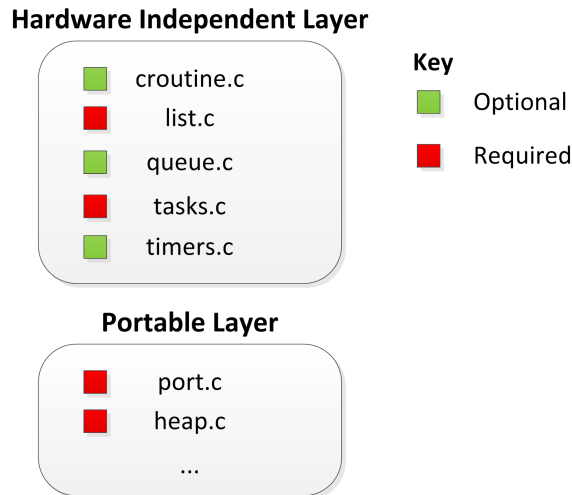 Hardware Independent Layer
croutine.c
list.c
queue.c
tasks.c
timers.c
Key
Optional
Required
Portable Layer
port.c
heap.c
...